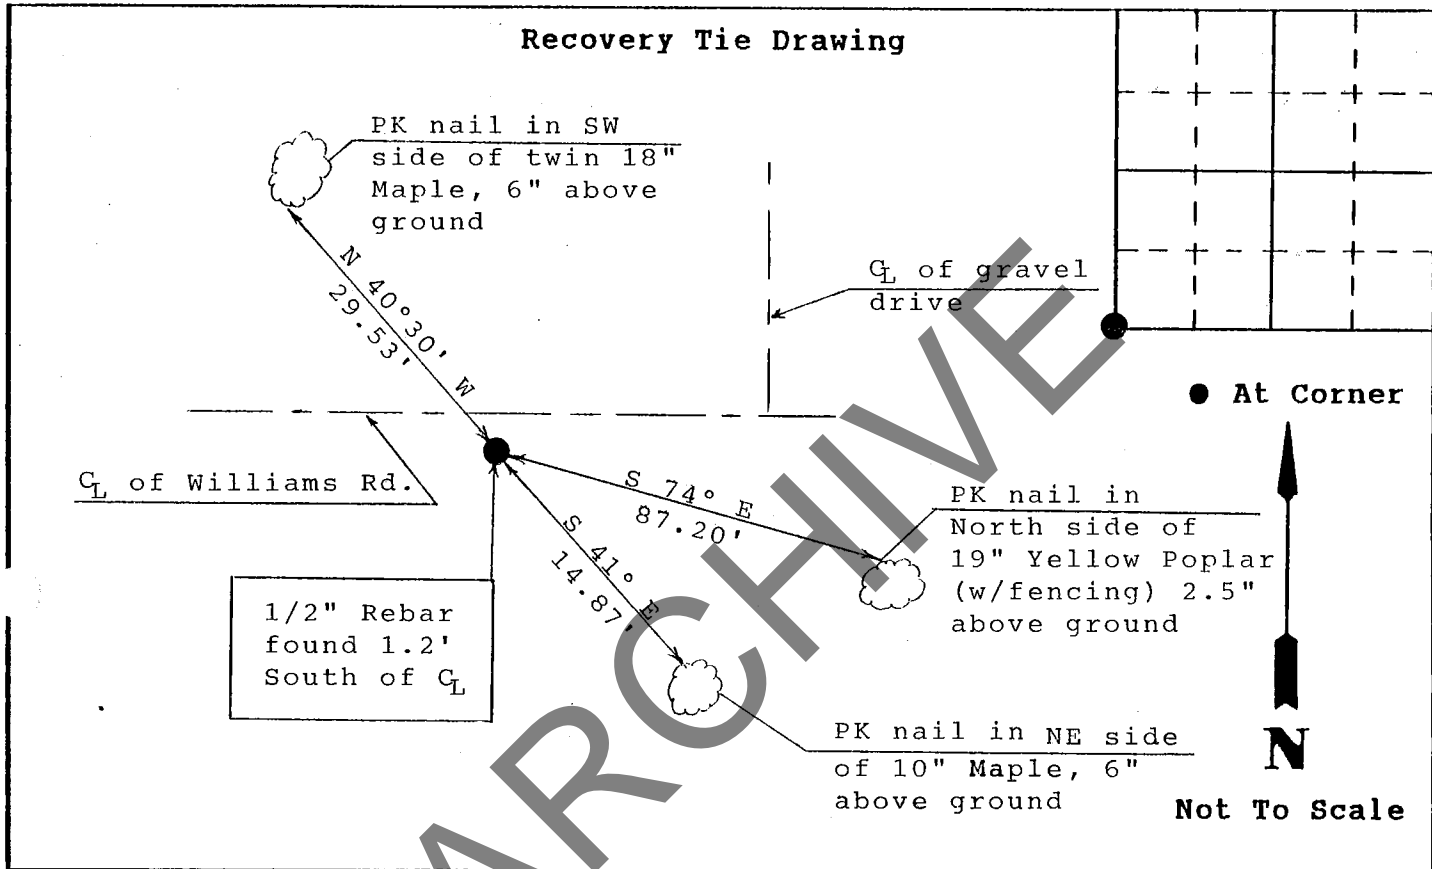 Recovery Tie Drawing
PK nail in SW
side of twin 18"
Maple, 6" above
ground
N 40°30' W
29.53'
CL of gravel
drive
At Corner
CL of Williams Rd.
S 74° E
87.20'
PK nail in
North side of
19" Yellow Poplar
(w/fencing) 2.5"
above ground
S 41° E
14.87'
1/2" Rebar
found 1.2'
South of CL
PK nail in NE side
of 10" Maple, 6"
above ground
N
Not To Scale
ARCHIVE